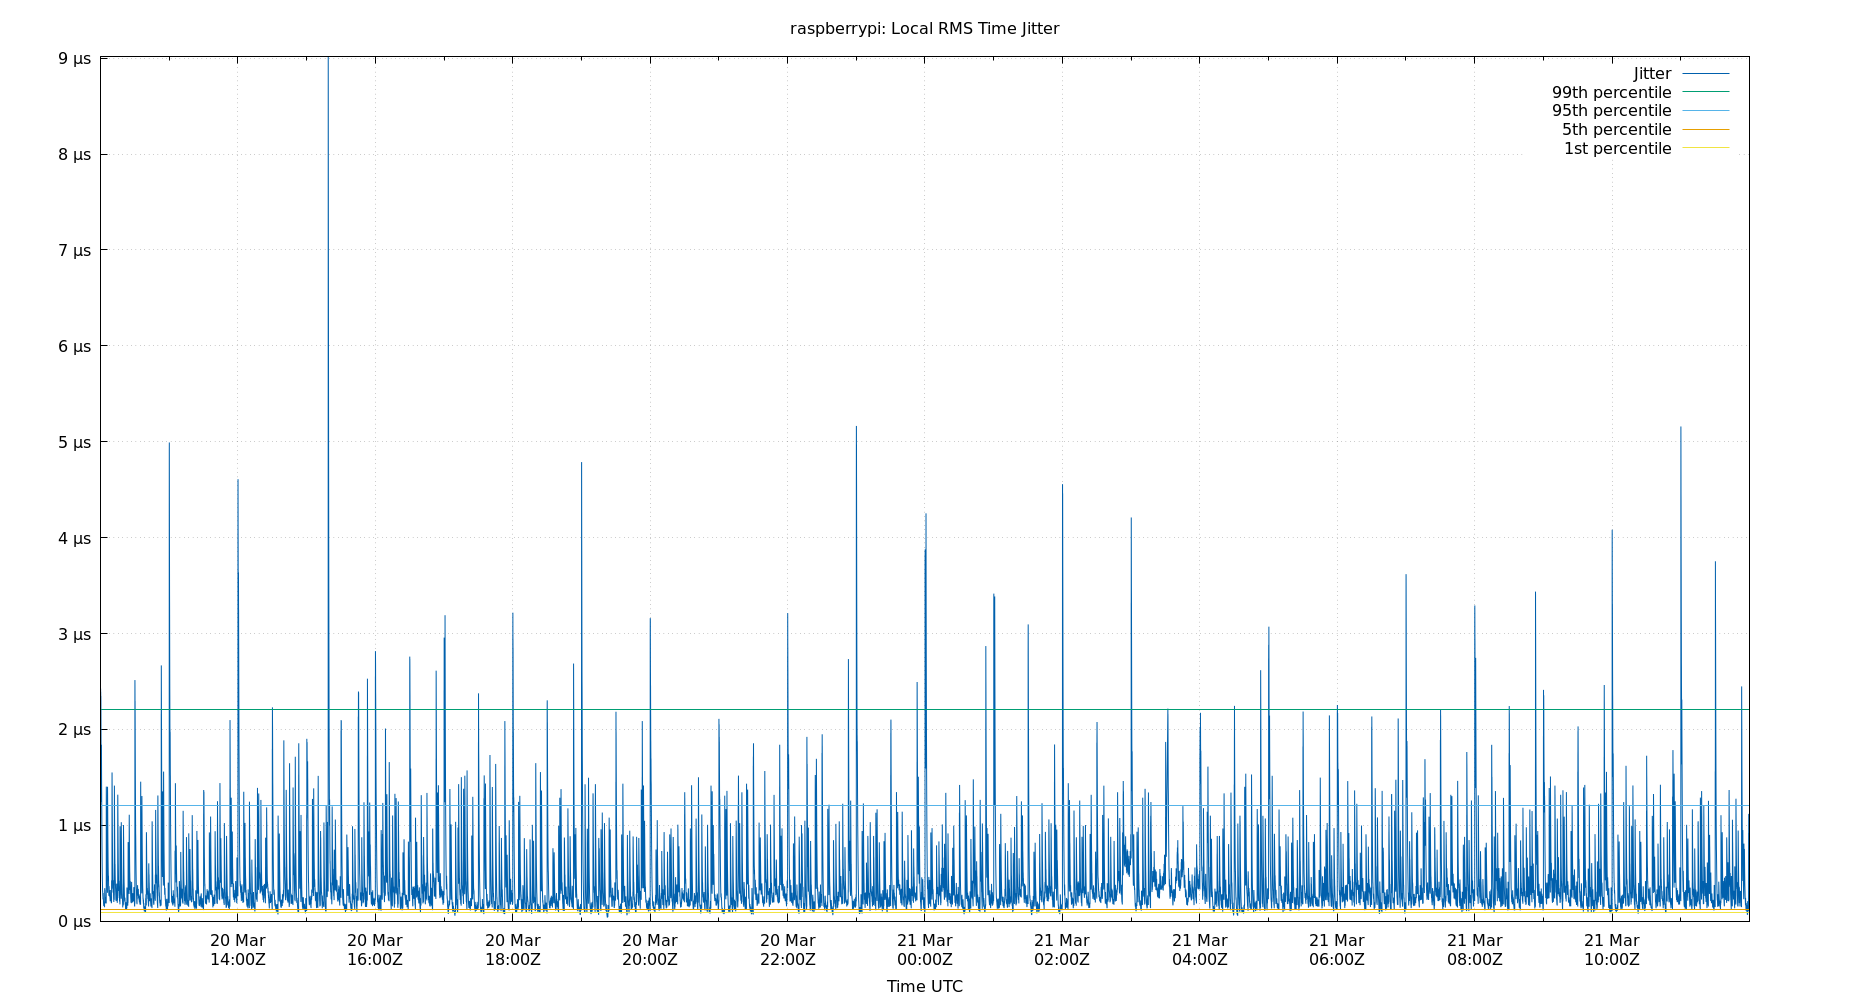 raspberrypi: Local RMS Time Jitter
9 µs
8 µs
7 µs
6 µs
5 µs
4 µs
3 µs
2 µs
1 µs
0 µs
Jitter
99th percentile
95th percentile
5th percentile
1st percentile
20 Mar
14:00Z
20 Mar
16:00Z
20 Mar
18:00Z
20 Mar
20:00Z
20 Mar
22:00Z
21 Mar
00:00Z
21 Mar
02:00Z
21 Mar
04:00Z
21 Mar
06:00Z
21 Mar
08:00Z
21 Mar
10:00Z
Time UTC